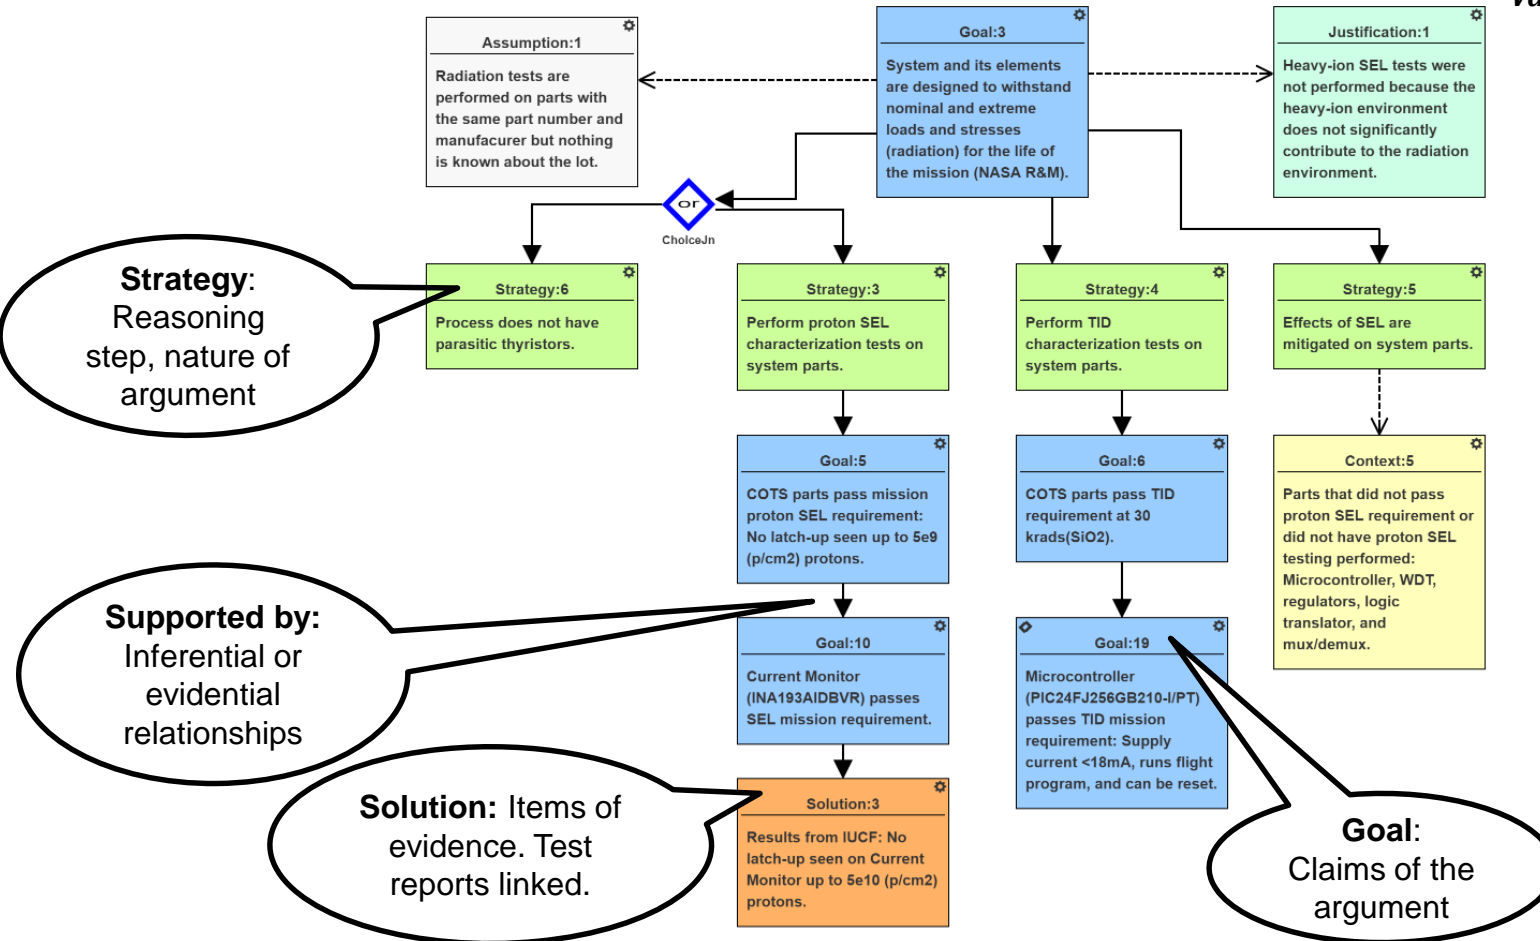 Assumption:1
Radiation tests are
performed on parts with
the same part number and
manufacurer but nothing
is known about the lot.
Goal:3
System and its elements
are designed to withstand
nominal and extreme
loads and stresses
(radiation) for the life of
the mission (NASA R&M).
Justification:1
Heavy-ion SEL tests were
not performed because the
heavy-ion environment
does not significantly
contribute to the radiation
environment.
or
ChoiceJn
Strategy:
Reasoning
step, nature of
argument
Strategy:6
Process does not have
parasitic thyristors.
Strategy:3
Perform proton SEL
characterization tests on
system parts.
Strategy:4
Perform TID
characterization tests on
system parts.
Strategy:5
Effects of SEL are
mitigated on system parts.
Goal:5
COTS parts pass mission
proton SEL requirement:
No latch-up seen up to 5e9
(p/cm2) protons.
Goal:6
COTS parts pass TID
requirement at 30
krads(SiO2).
Context:5
Parts that did not pass
proton SEL requirement or
did not have proton SEL
testing performed:
Microcontroller, WDT,
regulators, logic
translator, and
mux/demux.
Supported by:
Inferential or
evidential
relationships
Goal:10
Current Monitor
(INA193AIDBVR) passes
SEL mission requirement.
Goal:19
Microcontroller
(PIC24FJ256GB210-I/PT)
passes TID mission
requirement: Supply
current <18mA, runs flight
program, and can be reset.
Solution: Items of
evidence. Test
reports linked.
Solution:3
Results from IUCF: No
latch-up seen on Current
Monitor up to 5e10 (p/cm2)
protons.
Goal:
Claims of the
argument